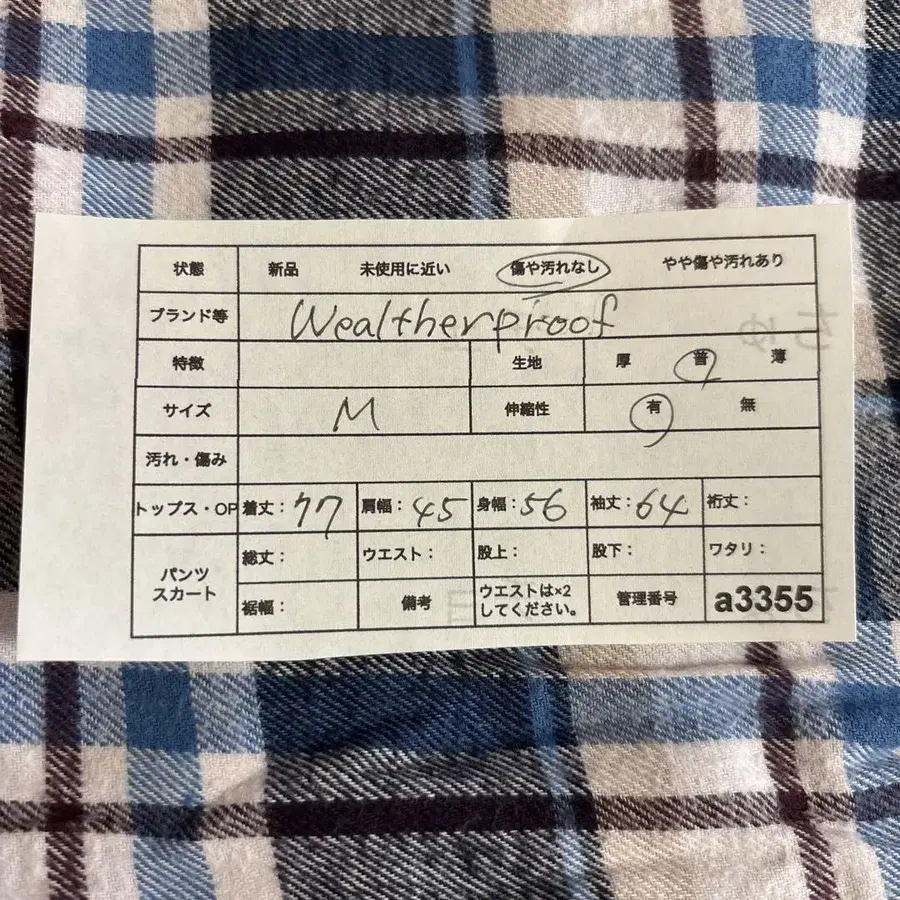 状態 新品 未使用に近い 傷や汚れなし やや傷や汚れあり
ブランド等 Wealtherproof
特徴 生地 厚 普 薄
サイズ M 伸縮性 有 無
汚れ・傷み
トップス・OP 着丈：77 肩幅：45 身幅：56 袖丈：64 裄丈：
パンツ
スカート
総丈： ウエスト： 股上： 股下： ワタリ：
裾幅： 備考 ウエストは×2
してください。 管理番号 a3355